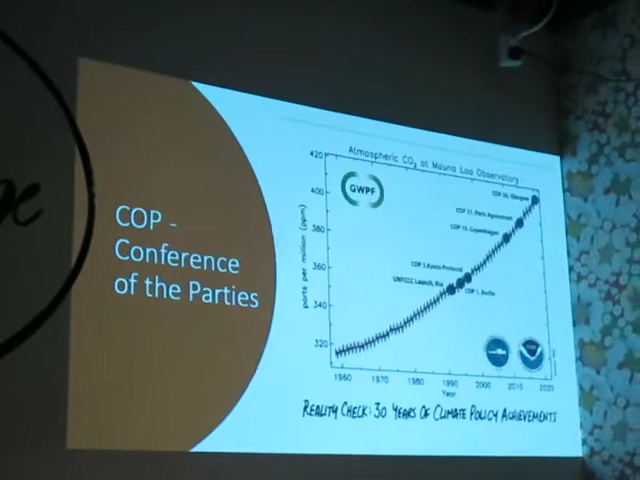 COP -
Conference
of the Parties
Atmospheric CO2 at Mauna Loa Observatory
GWPF
parts per million (ppm)
420
400
380
360
340
320
COP 26, Glasgow
COP 21, Paris Agreement
COP 15, Copenhagen
COP 3,Kyoto Protocol
UNFCCC Launch, Rio
COP 1, Berlin
1960
1970
1980
1990
2000
2010
2020
Year
REALITY CHECK: 30 YEARS OF CLIMATE POLICY ACHIEVEMENTS